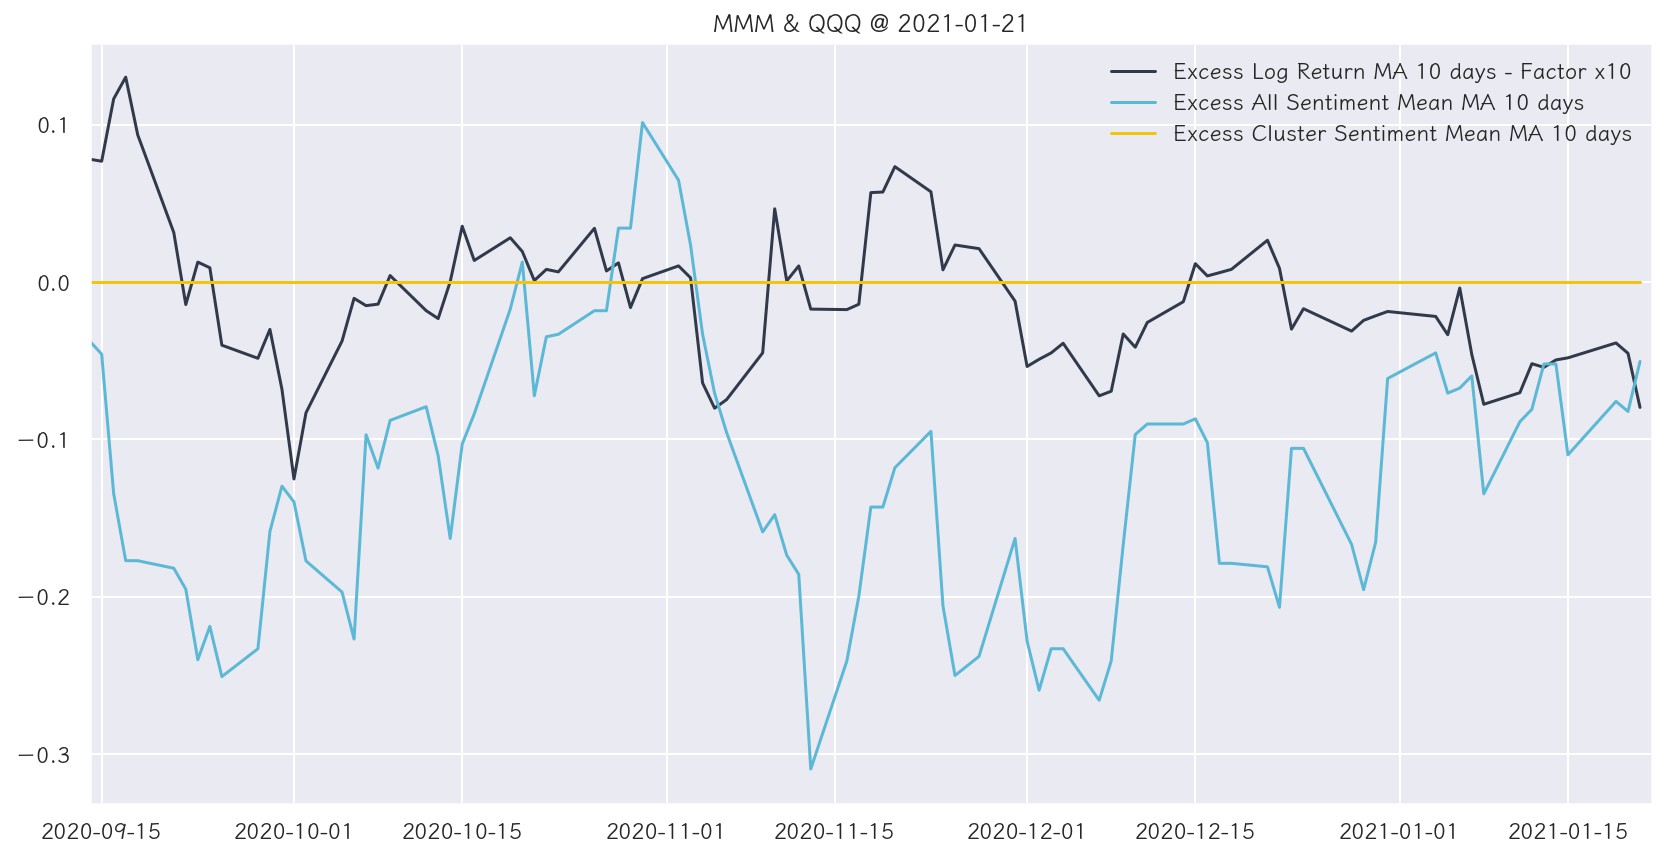 MMM & QQQ @ 2021-01-21
Excess Log Return MA 10 days - Factor x10
Excess All Sentiment Mean MA 10 days
Excess Cluster Sentiment Mean MA 10 days
0.1
0.0
−0.1
−0.2
−0.3
2020-09-15 2020-10-01 2020-10-15 2020-11-01 2020-11-15 2020-12-01 2020-12-15 2021-01-01 2021-01-15